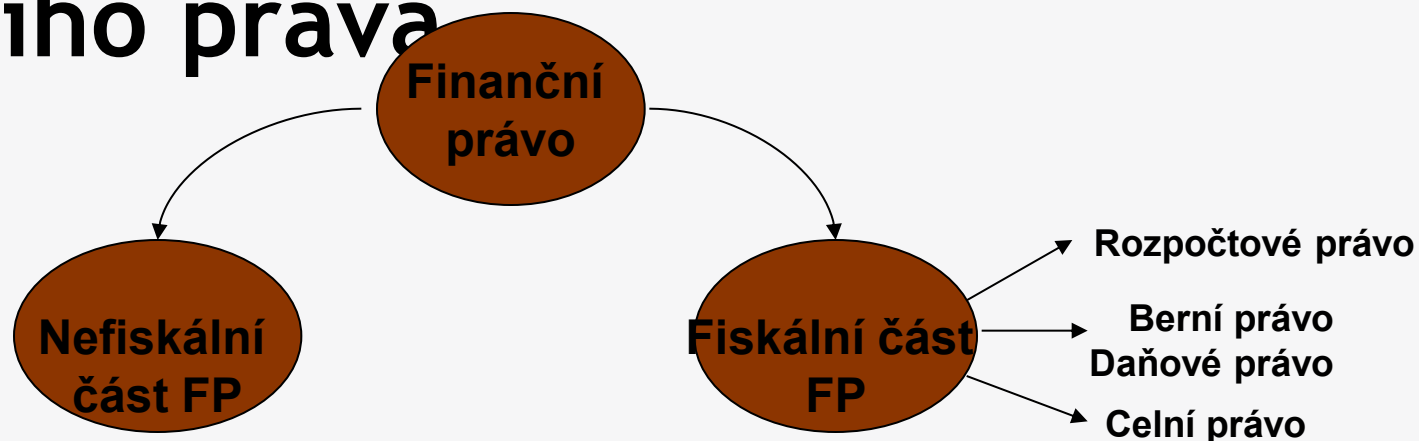 ího práva
Finanční
právo
Nefiskální
část FP
Fiskální část
FP
Rozpočtové právo
Berní právo
Daňové právo
Celní právo